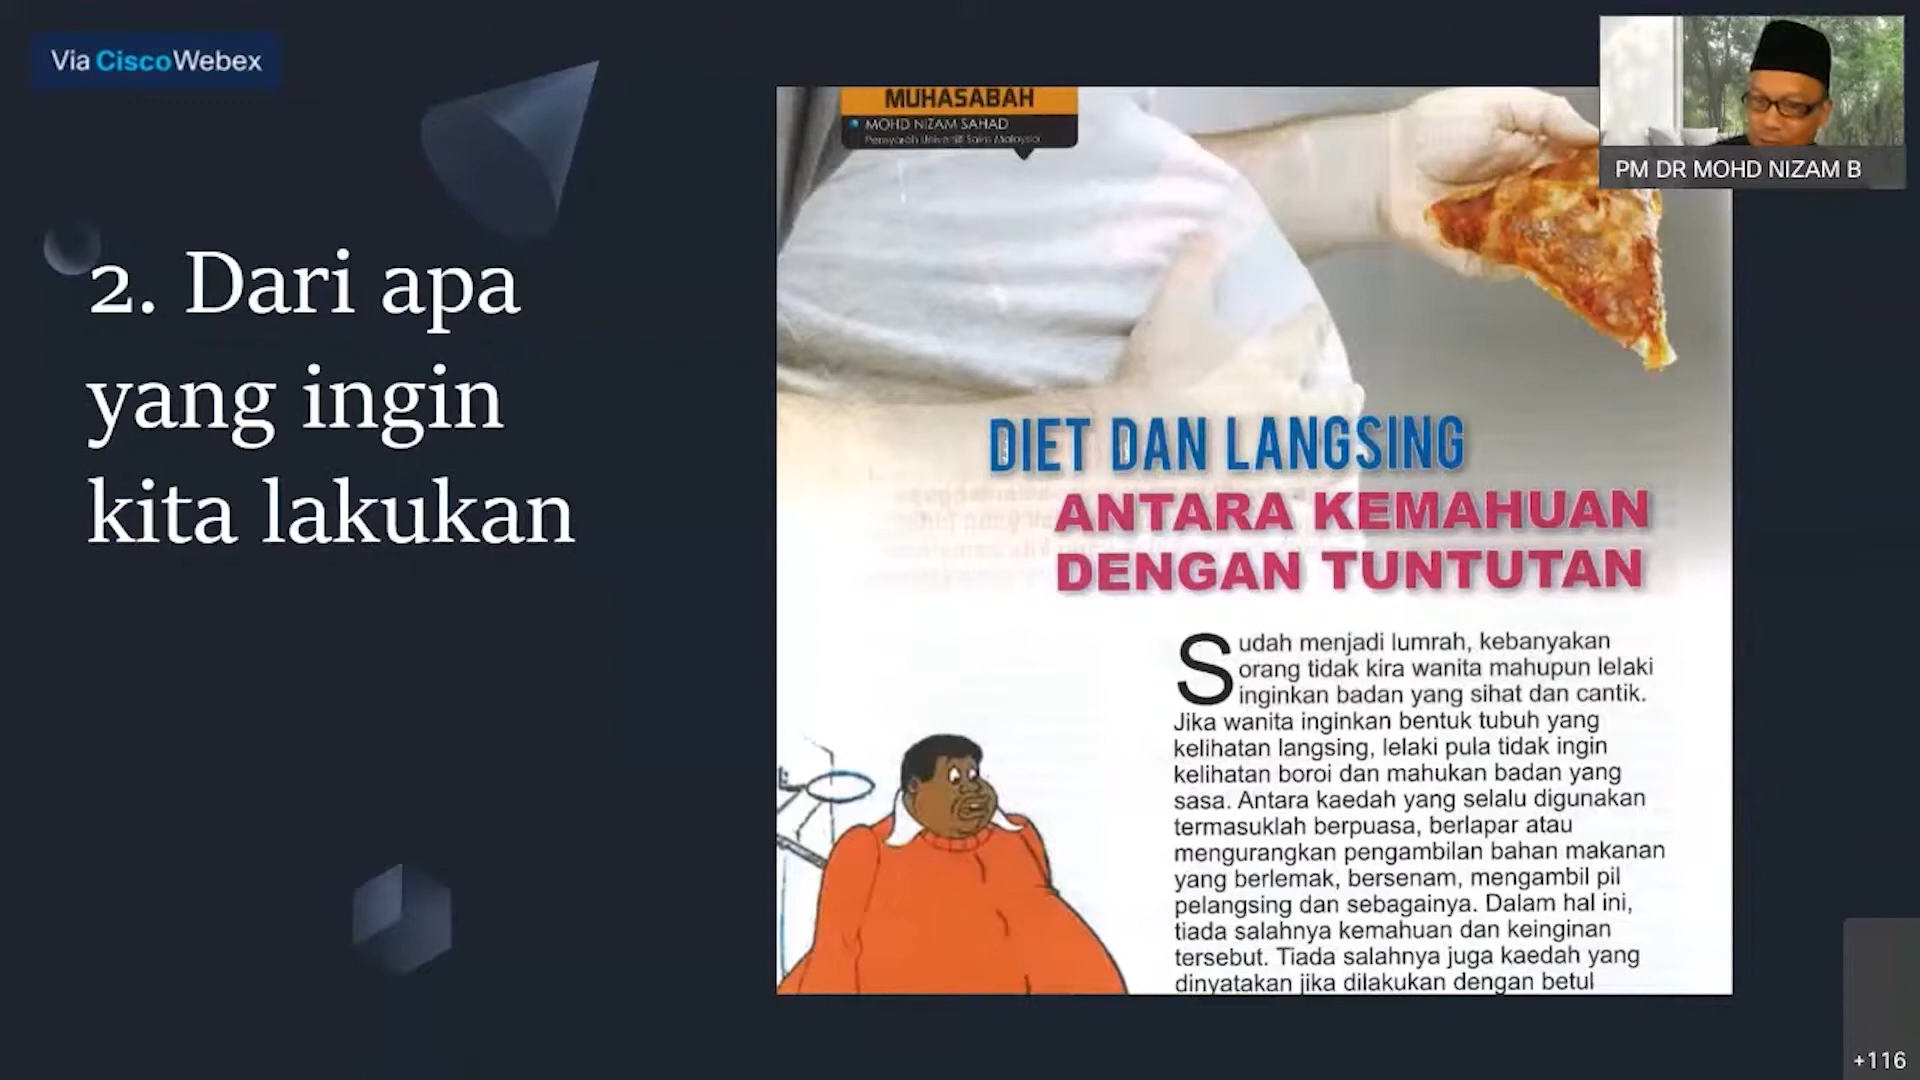 Via CiscoWebex
2. Dari apa
yang ingin
kita lakukan
MUHASABAH
MOHD NIZAM SAHAD
Pensyarah Universiti Sains Malaysia
DIET DAN LANGSING
ANTARA KEMAHUAN
DENGAN TUNTUTAN
Sudah menjadi lumrah, kebanyakan
orang tidak kira wanita mahupun lelaki
inginkan badan yang sihat dan cantik.
Jika wanita inginkan bentuk tubuh yang
kelihatan langsing, lelaki pula tidak ingin
kelihatan boroi dan mahukan badan yang
sasa. Antara kaedah yang selalu digunakan
termasuklah berpuasa, berlapar atau
mengurangkan pengambilan bahan makanan
yang berlemak, bersenam, mengambil pil
pelangsing dan sebagainya. Dalam hal ini,
tiada salahnya kemahuan dan keinginan
tersebut. Tiada salahnya juga kaedah yang
dinyatakan jika dilakukan dengan betul
PM DR MOHD NIZAM B
+116